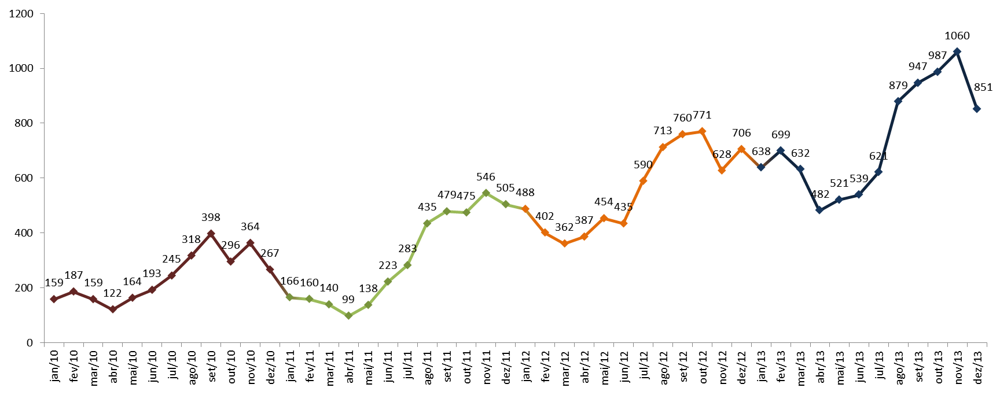 1200
1000
800
600
400
200
0
159
187
159
122
164
193
245
318
398
296
364
267
166
160
140
99
138
223
283
435
479
475
546
505
488
402
362
387
454
435
590
713
760
771
628
706
638
699
632
482
521
539
621
879
947
987
1060
851
jan/10
fev/10
mar/10
abr/10
mai/10
jun/10
jul/10
ago/10
set/10
out/10
nov/10
dez/10
jan/11
fev/11
mar/11
abr/11
mai/11
jun/11
jul/11
ago/11
set/11
out/11
nov/11
dez/11
jan/12
fev/12
mar/12
abr/12
mai/12
jun/12
jul/12
ago/12
set/12
out/12
nov/12
dez/12
jan/13
fev/13
mar/13
abr/13
mai/13
jun/13
jul/13
ago/13
set/13
out/13
nov/13
dez/13